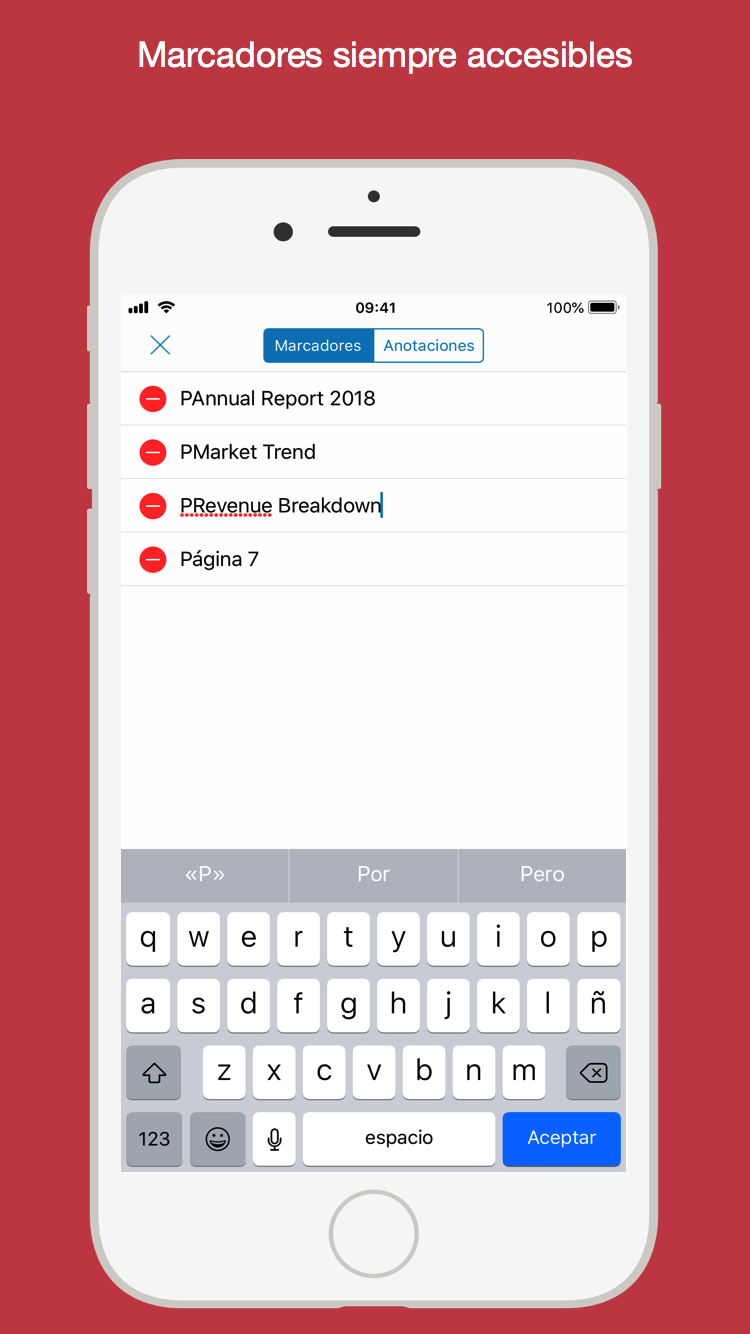 Marcadores siempre accesibles
09:41 100%
Marcadores Anotaciones
PAnnual Report 2018
PMarket Trend
PRevenue Breakdown
Página 7
«P» Por Pero
q w e r t y u i o p
a s d f g h j k l ñ
z x c v b n m
123 espacio Aceptar